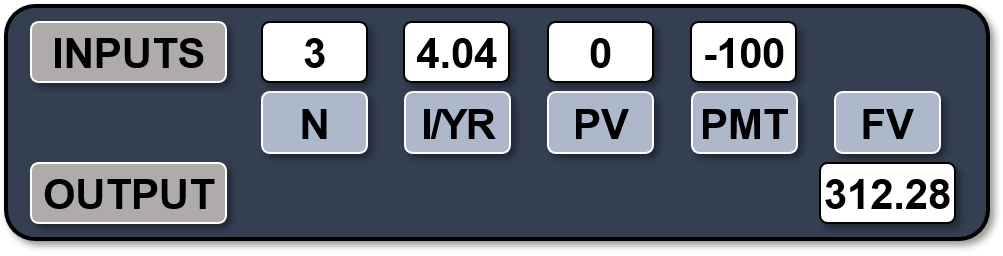 INPUTS 3 4.04 0 -100
N I/YR PV PMT FV
OUTPUT 312.28